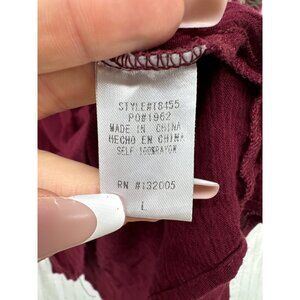 STYLE#18455
PO#1962
MADE IN CHINA
HECHO EN CHINA
SELF 100%RAYON
RN #132005
L